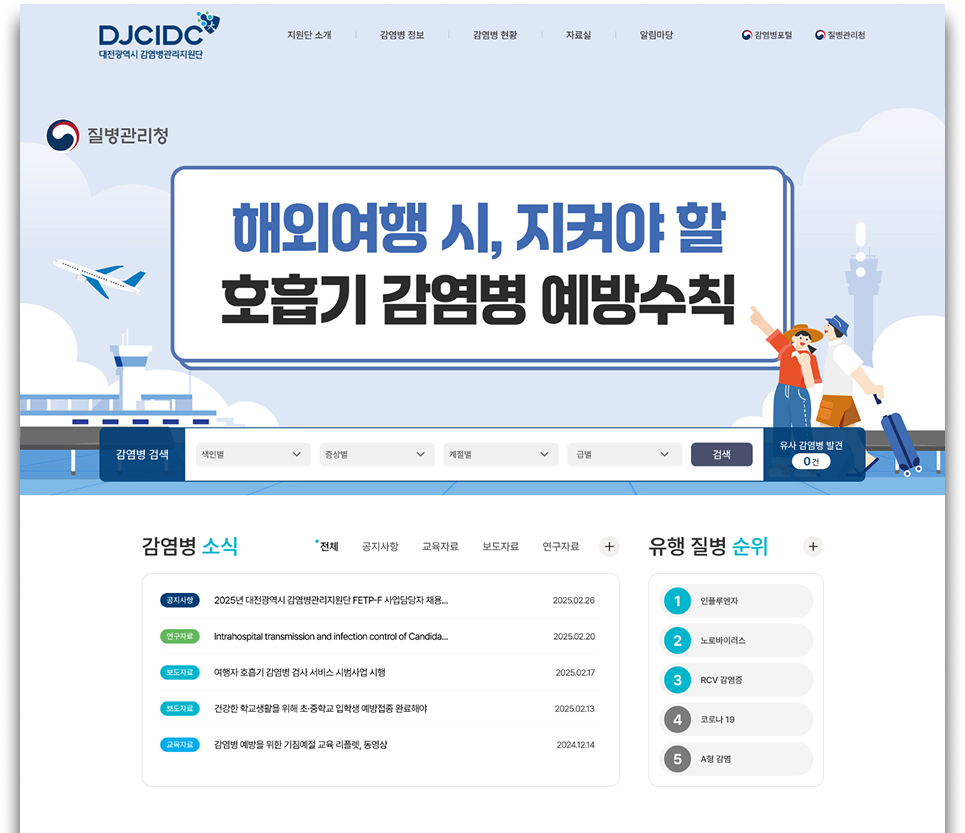 DJCIDC
대전광역시 감염병관리지원단
지원단 소개
감염병 정보
감염병 현황
자료실
알림마당
감염병포털
질병관리청
질병관리청
해외여행 시, 지켜야 할
호흡기 감염병 예방수칙
감염병 검색
색인별
증상별
계절별
급별
검색
유사 감염병 발견
0건
감염병 소식
전체
공지사항
교육자료
보도자료
연구자료
+
공지사항 2025년 대전광역시 감염병관리지원단 FETP-F 사업담당자 채용... 2025.02.26
연구자료 Intrahospital transmission and infection control of Candida... 2025.02.20
보도자료 여행자 호흡기 감염병 검사 서비스 시범사업 시행 2025.02.17
보도자료 건강한 학교생활을 위해 초·중학교 입학생 예방접종 완료해야 2025.02.13
교육자료 감염병 예방을 위한 기침예절 교육 리플렛, 동영상 2024.12.14
유행 질병 순위
+
1 인플루엔자
2 노로바이러스
3 RCV 감염증
4 코로나 19
5 A형 감염